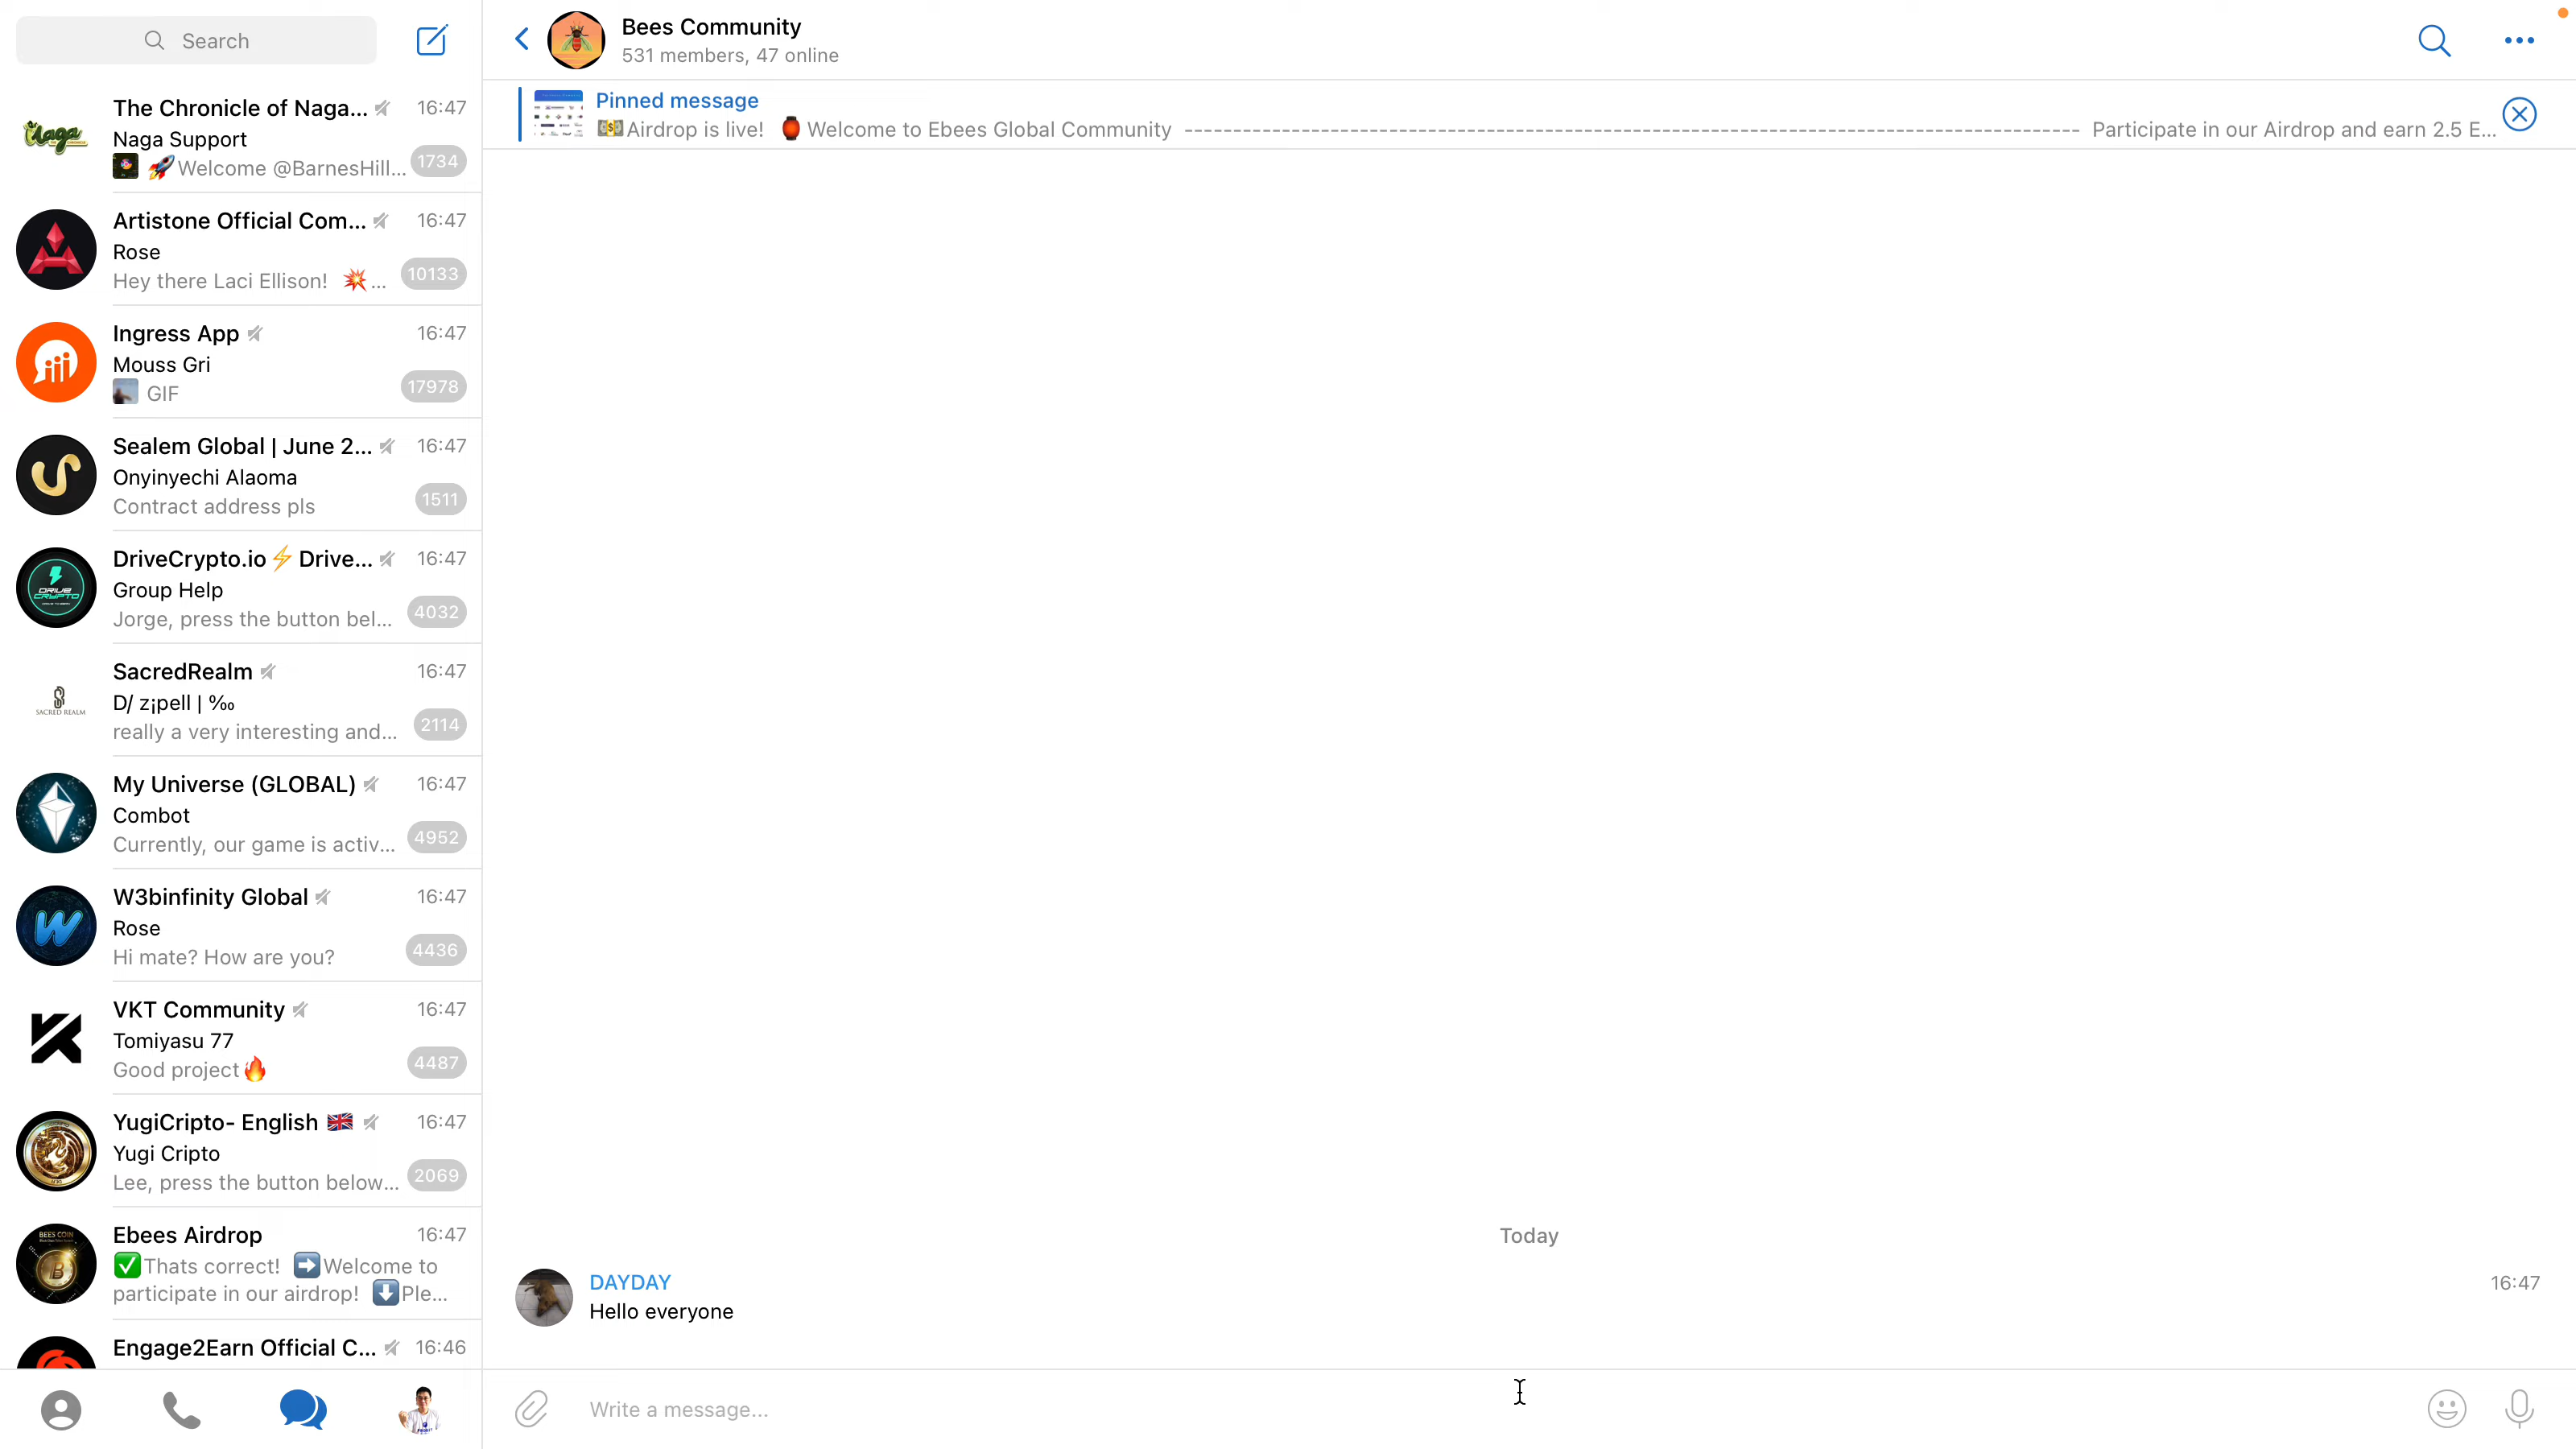 Search
The Chronicle of Naga...
16:47
Naga Support
🚀Welcome @BarnesHill...
1734
Artistone Official Com...
16:47
Rose
Hey there Laci Ellison! 💥...
10133
Ingress App
16:47
Mouss Gri
GIF
17978
Sealem Global | June 2...
16:47
Onyinyechi Alaoma
Contract address pls
1511
DriveCrypto.io⚡Drive...
16:47
Group Help
Jorge, press the button bel...
4032
SacredRealm
16:47
D/ z¡pell | ‰
really a very interesting and...
2114
SACRED REALM
My Universe (GLOBAL)
16:47
Combot
Currently, our game is activ...
4952
W3binfinity Global
16:47
Rose
Hi mate? How are you?
4436
VKT Community
16:47
Tomiyasu 77
Good project🔥
4487
YugiCripto- English 🇬🇧
16:47
Yugi Cripto
Lee, press the button below...
2069
Ebees Airdrop
16:47
✅Thats correct! ➡️Welcome to
participate in our airdrop! ⬇️Ple...
BEES COIN
Engage2Earn Official C...
16:46
Bees Community
531 members, 47 online
Pinned message
💵Airdrop is live! 🏮Welcome to Ebees Global Community ---------------------------------------------------------------------------------------- Participate in our Airdrop and earn 2.5 E...
Today
DAYDAY
16:47
Hello everyone
Write a message...